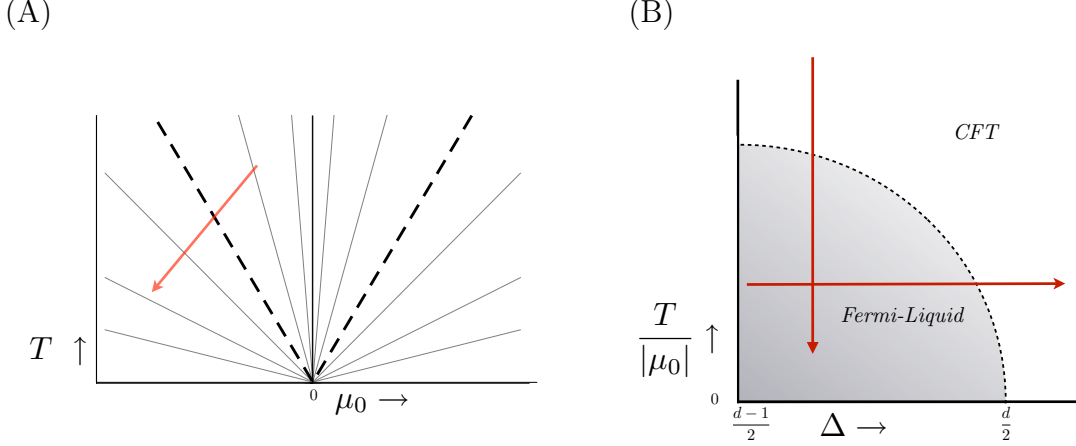 (A)
(B)
CFT
Fermi-Liquid
T ↑
T/|μ₀| ↑
0
μ₀ →
0
(d − 1)/2
Δ →
d/2